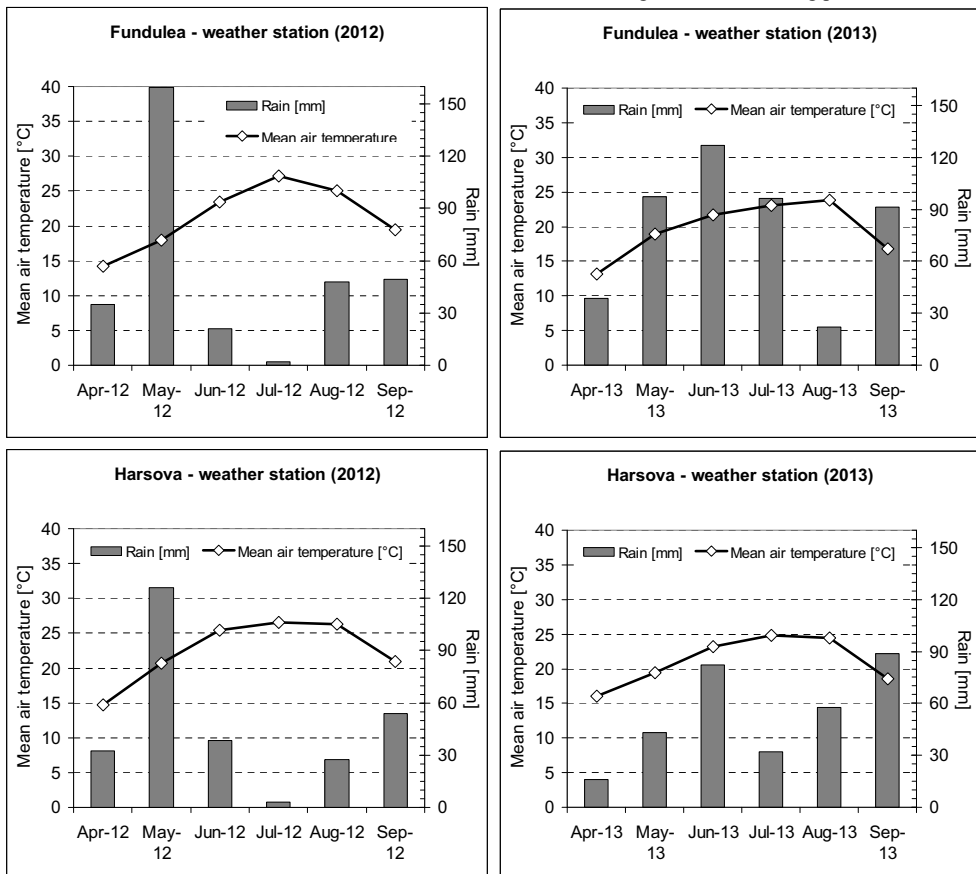 Fundulea - weather station (2012)
Rain [mm]
Mean air temperature
Mean air temperature [°C]
40
35
30
25
20
15
10
5
0
Rain [mm]
150
120
90
60
30
0
Apr-12 May-12 Jun-12 Jul-12 Aug-12 Sep-12
Fundulea - weather station (2013)
Rain [mm] Mean air temperature [°C]
Mean air temperature [°C]
40
35
30
25
20
15
10
5
0
Rain [mm]
150
120
90
60
30
0
Apr-13 May-13 Jun-13 Jul-13 Aug-13 Sep-13
Harsova - weather station (2012)
Rain [mm] Mean air temperature [°C]
Mean air temperature [°C]
40
35
30
25
20
15
10
5
0
Rain [mm]
150
120
90
60
30
0
Apr-12 May-12 Jun-12 Jul-12 Aug-12 Sep-12
Harsova - weather station (2013)
Rain [mm] Mean air temperature [°C]
Mean air temperature [°C]
40
35
30
25
20
15
10
5
0
Rain [mm]
150
120
90
60
30
0
Apr-13 May-13 Jun-13 Jul-13 Aug-13 Sep-13